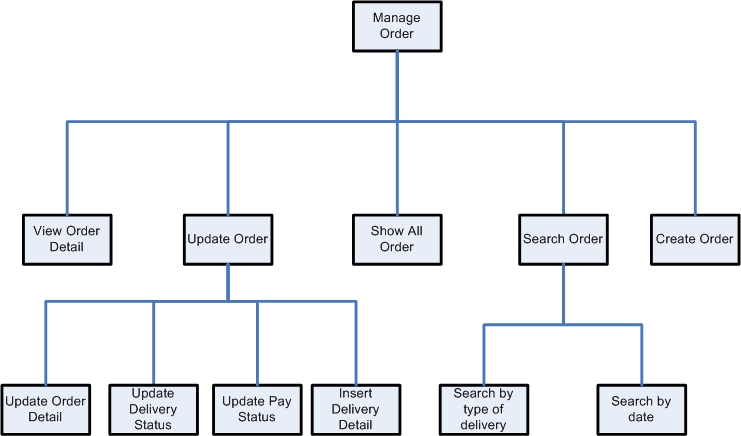 Manage
Order
View Order
Detail
Update Order
Show All
Order
Search Order
Create Order
Update Order
Detail
Update
Delivery
Status
Update Pay
Status
Insert
Delivery
Detail
Search by
type of
delivery
Search by
date